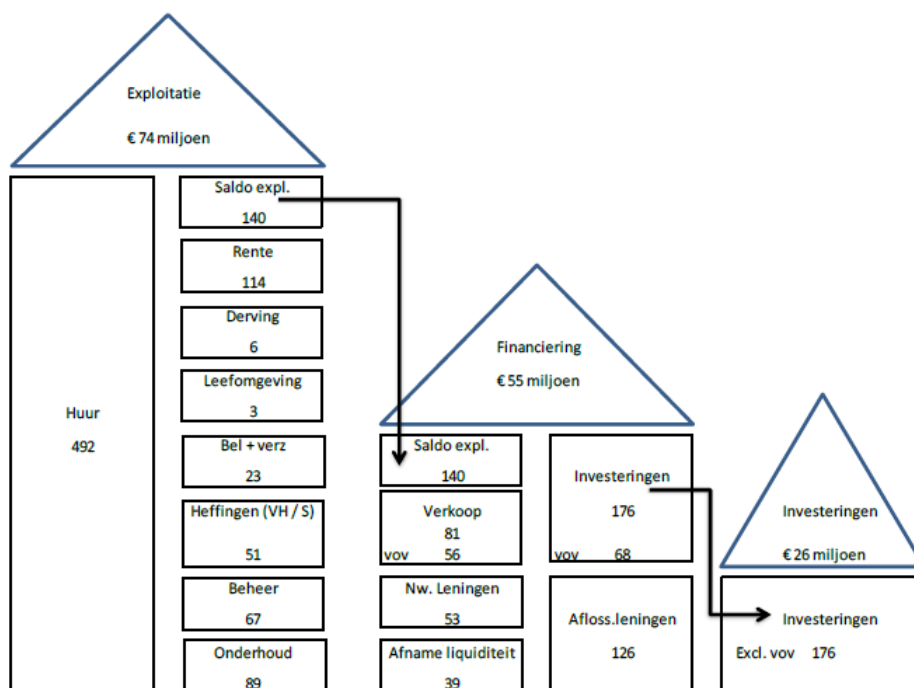 Exploitatie
€ 74 miljoen
Huur
492
Saldo expl.
140
Rente
114
Derving
6
Leefomgeving
3
Bel + verz
23
Heffingen (VH / S)
51
Beheer
67
Onderhoud
89
Financiering
€ 55 miljoen
Saldo expl.
140
Verkoop
81
vov 56
Nw. Leningen
53
Afname liquiditeit
39
Investeringen
176
vov 68
Afloss.leningen
126
Investeringen
€ 26 miljoen
Investeringen
Excl. vov 176